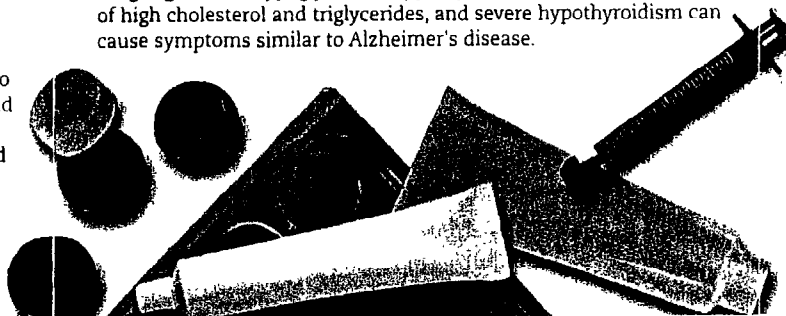 of high cholesterol and triglycerides, and severe hypothyroidism can
cause symptoms similar to Alzheimer's disease.
o
d
d